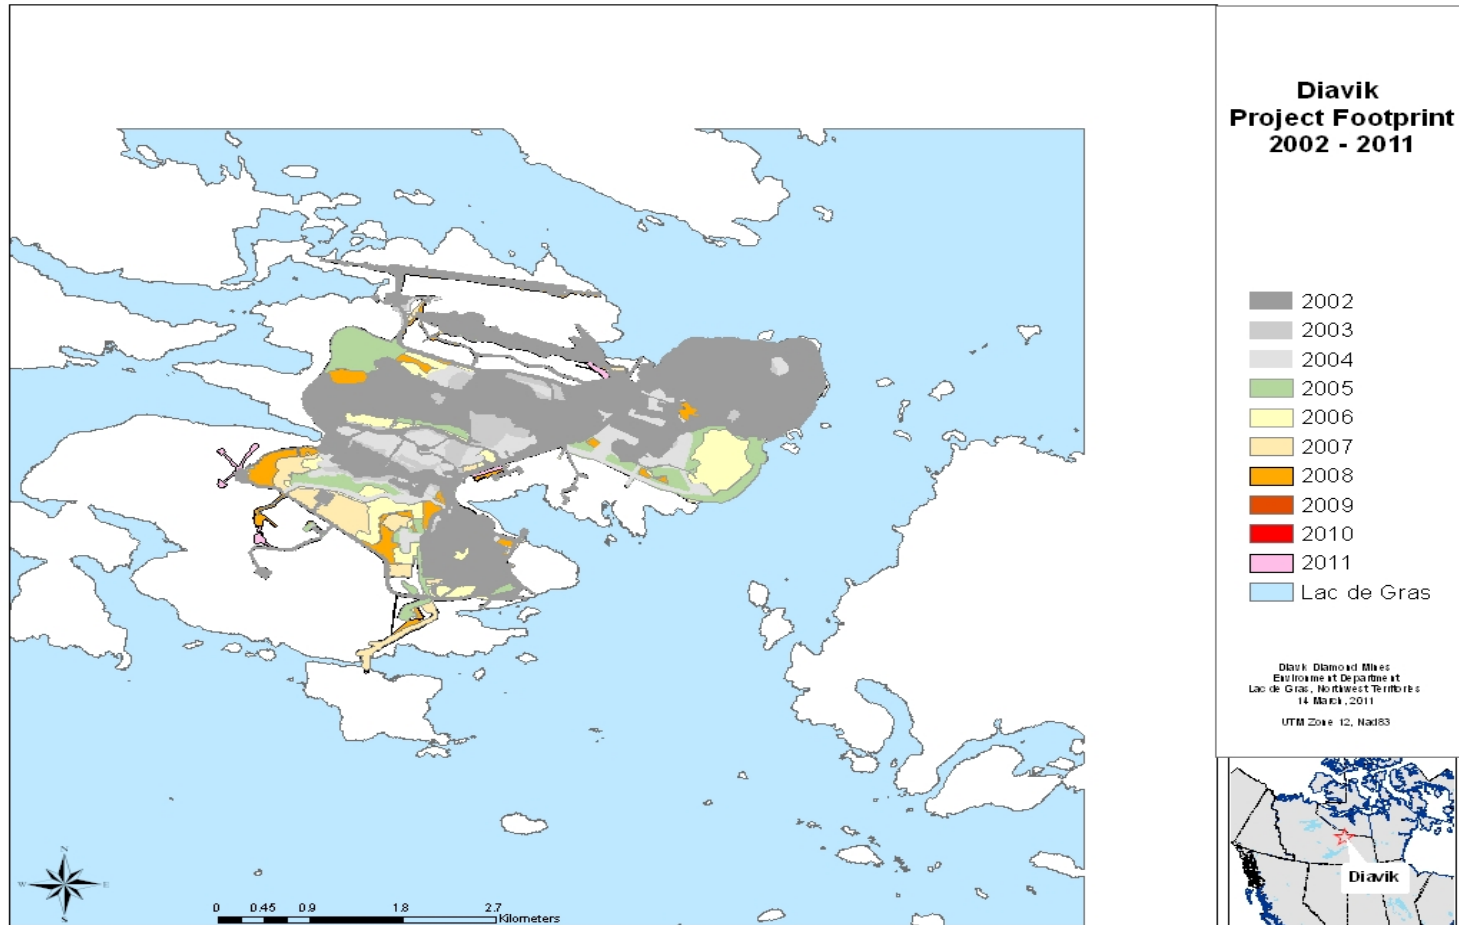 Diavik
Project Footprint
2002 - 2011
2002
2003
2004
2005
2006
2007
2008
2009
2010
2011
Lac de Gras
Diavik Diamond Mines
Environment Department
Lac de Gras, Northwest Territories
14 March, 2011
UTM Zone 12, Nad83
N
W E
S
0 0.45 0.9 1.8 2.7
Kilometers
Diavik